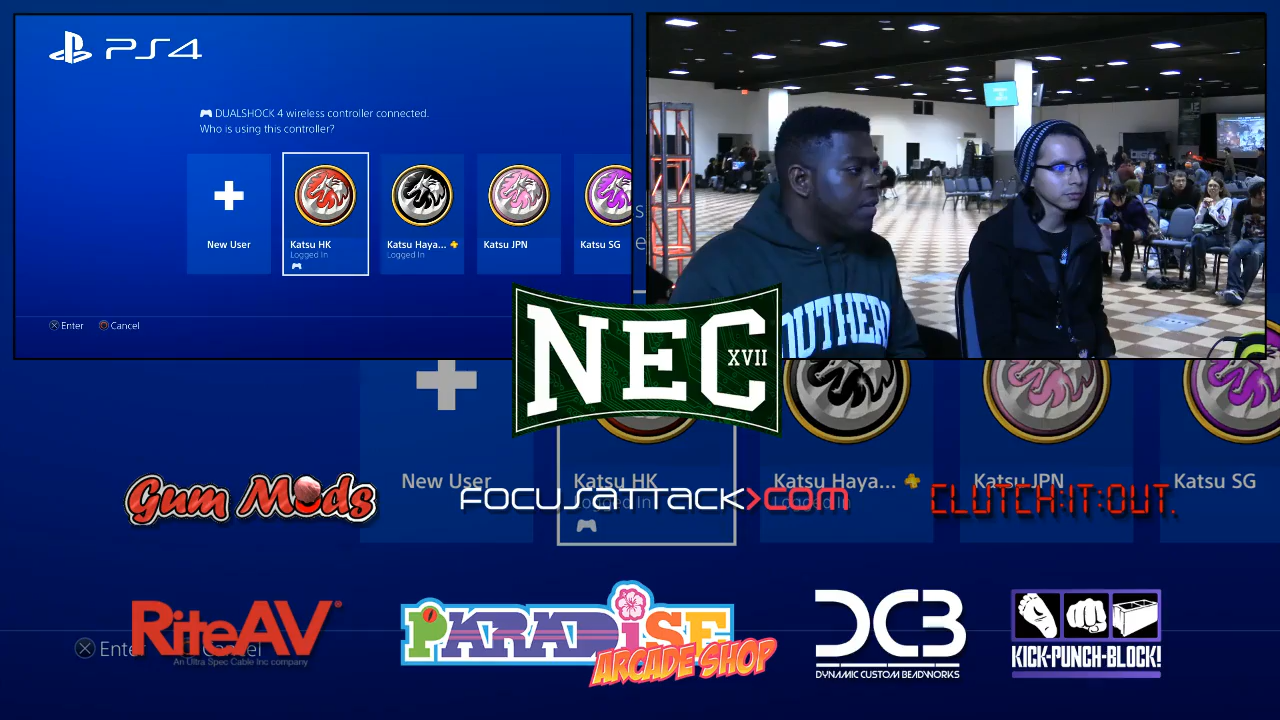 PS4
DUALSHOCK 4 wireless controller connected.
Who is using this controller?
New User
Katsu HK
Logged In
Katsu Haya...
Logged In
Katsu JPN
Katsu SG
Enter
Cancel
OUTHERN
NEC
XVII
New User
Katsu HK
Logged In
Katsu Haya...
Logged In
Katsu JPN
Katsu SG
Gum Mods
FOCUSATTACK>COM
CLUTCH:IT:OUT.
Enter
Cancel
RiteAV®
An Ultra Spec Cable Inc company
PARADiSE
ARCADE SHOP
DCB
DYNAMIC CUSTOM BEADWORKS
KICK-PUNCH-BLOCK!